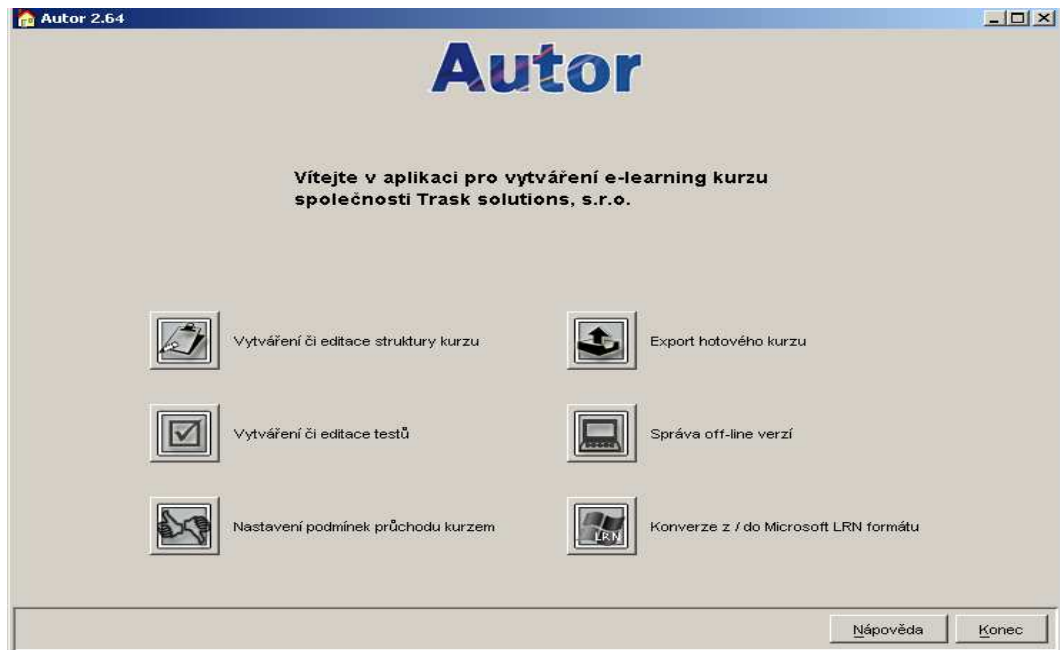 Autor 2.64
Autor
Vítejte v aplikaci pro vytváření e-learning kurzu
společnosti Trask solutions, s.r.o.
Vytváření či editace struktury kurzu
Export hotového kurzu
Vytváření či editace testů
Správa off-line verzí
Nastavení podmínek průchodu kurzem
LRN
Konverze z / do Microsoft LRN formátu
Nápověda
Konec